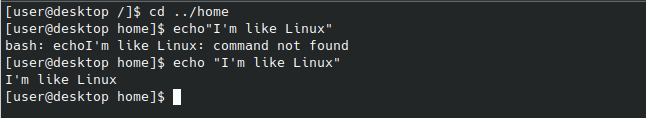 [user@desktop /]$ cd ../home
[user@desktop home]$ echo"I'm like Linux"
bash: echoI'm like Linux: command not found
[user@desktop home]$ echo "I'm like Linux"
I'm like Linux
[user@desktop home]$